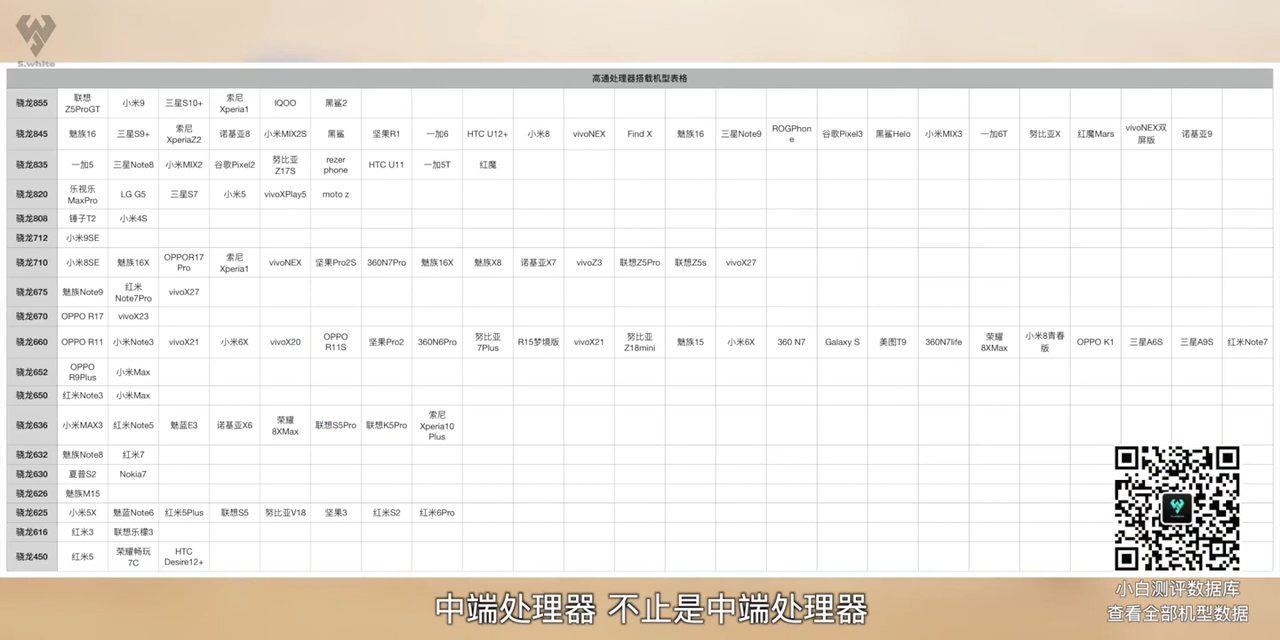 S.white
高通处理器搭载机型表格
骁龙855 联想Z5ProGT 小米9 三星S10+ 索尼Xperia1 IQOO 黑鲨2
骁龙845 魅族16 三星S9+ 索尼XperiaZ2 诺基亚8 小米MIX2S 黑鲨 坚果R1 一加6 HTC U12+ 小米8 vivoNEX Find X 魅族16 三星Note9 ROGPhone 谷歌Pixel3 黑鲨Helo 小米MIX3 一加6T 努比亚X 红魔Mars vivoNEX双屏版 诺基亚9
骁龙835 一加5 三星Note8 小米MIX2 谷歌Pixel2 努比亚Z17S rezer phone HTC U11 一加5T 红魔
骁龙820 乐视乐MaxPro LG G5 三星S7 小米5 vivoXPlay5 moto z
骁龙808 锤子T2 小米4S
骁龙712 小米9SE
骁龙710 小米8SE 魅族16X OPPOR17 Pro 索尼Xperia1 vivoNEX 坚果Pro2S 360N7Pro 魅族16X 魅族X8 诺基亚X7 vivoZ3 联想Z5Pro 联想Z5s vivoX27
骁龙675 魅族Note9 红米Note7Pro vivoX27
骁龙670 OPPO R17 vivoX23
骁龙660 OPPO R11 小米Note3 vivoX21 小米6X vivoX20 OPPO R11S 坚果Pro2 360N6Pro 努比亚7Plus R15梦境版 vivoX21 努比亚Z18mini 魅族15 小米6X 360 N7 Galaxy S 美图T9 360N7life 荣耀8XMax 小米8青春版 OPPO K1 三星A6S 三星A9S 红米Note7
骁龙652 OPPO R9Plus 小米Max
骁龙650 红米Note3 小米Max
骁龙636 小米MAX3 红米Note5 魅蓝E3 诺基亚X6 荣耀8XMax 联想S5Pro 联想K5Pro 索尼Xperia10 Plus
骁龙632 魅族Note8 红米7
骁龙630 夏普S2 Nokia7
骁龙626 魅族M15
骁龙625 小米5X 魅蓝Note6 红米5Plus 联想S5 努比亚V18 坚果3 红米S2 红米6Pro
骁龙616 红米3 联想乐檬3
骁龙450 红米5 荣耀畅玩7C HTC Desire12+
小白测评数据库
查看全部机型数据
中端处理器 不止是中端处理器